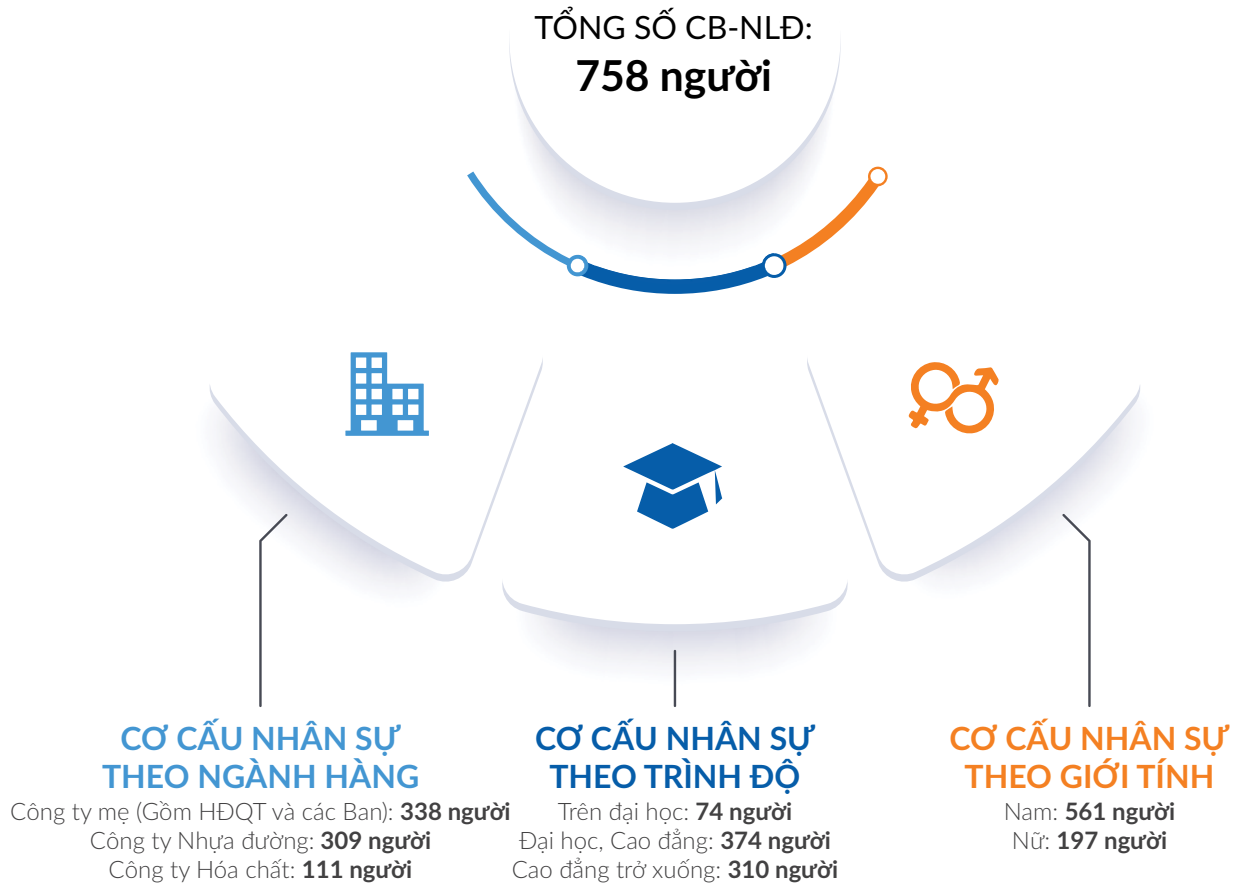 TỔNG SỐ CB-NLĐ:
758 người
CƠ CẤU NHÂN SỰ
THEO NGÀNH HÀNG
Công ty mẹ (Gồm HĐQT và các Ban): 338 người
Công ty Nhựa đường: 309 người
Công ty Hóa chất: 111 người
CƠ CẤU NHÂN SỰ
THEO TRÌNH ĐỘ
Trên đại học: 74 người
Đại học, Cao đẳng: 374 người
Cao đẳng trở xuống: 310 người
CƠ CẤU NHÂN SỰ
THEO GIỚI TÍNH
Nam: 561 người
Nữ: 197 người